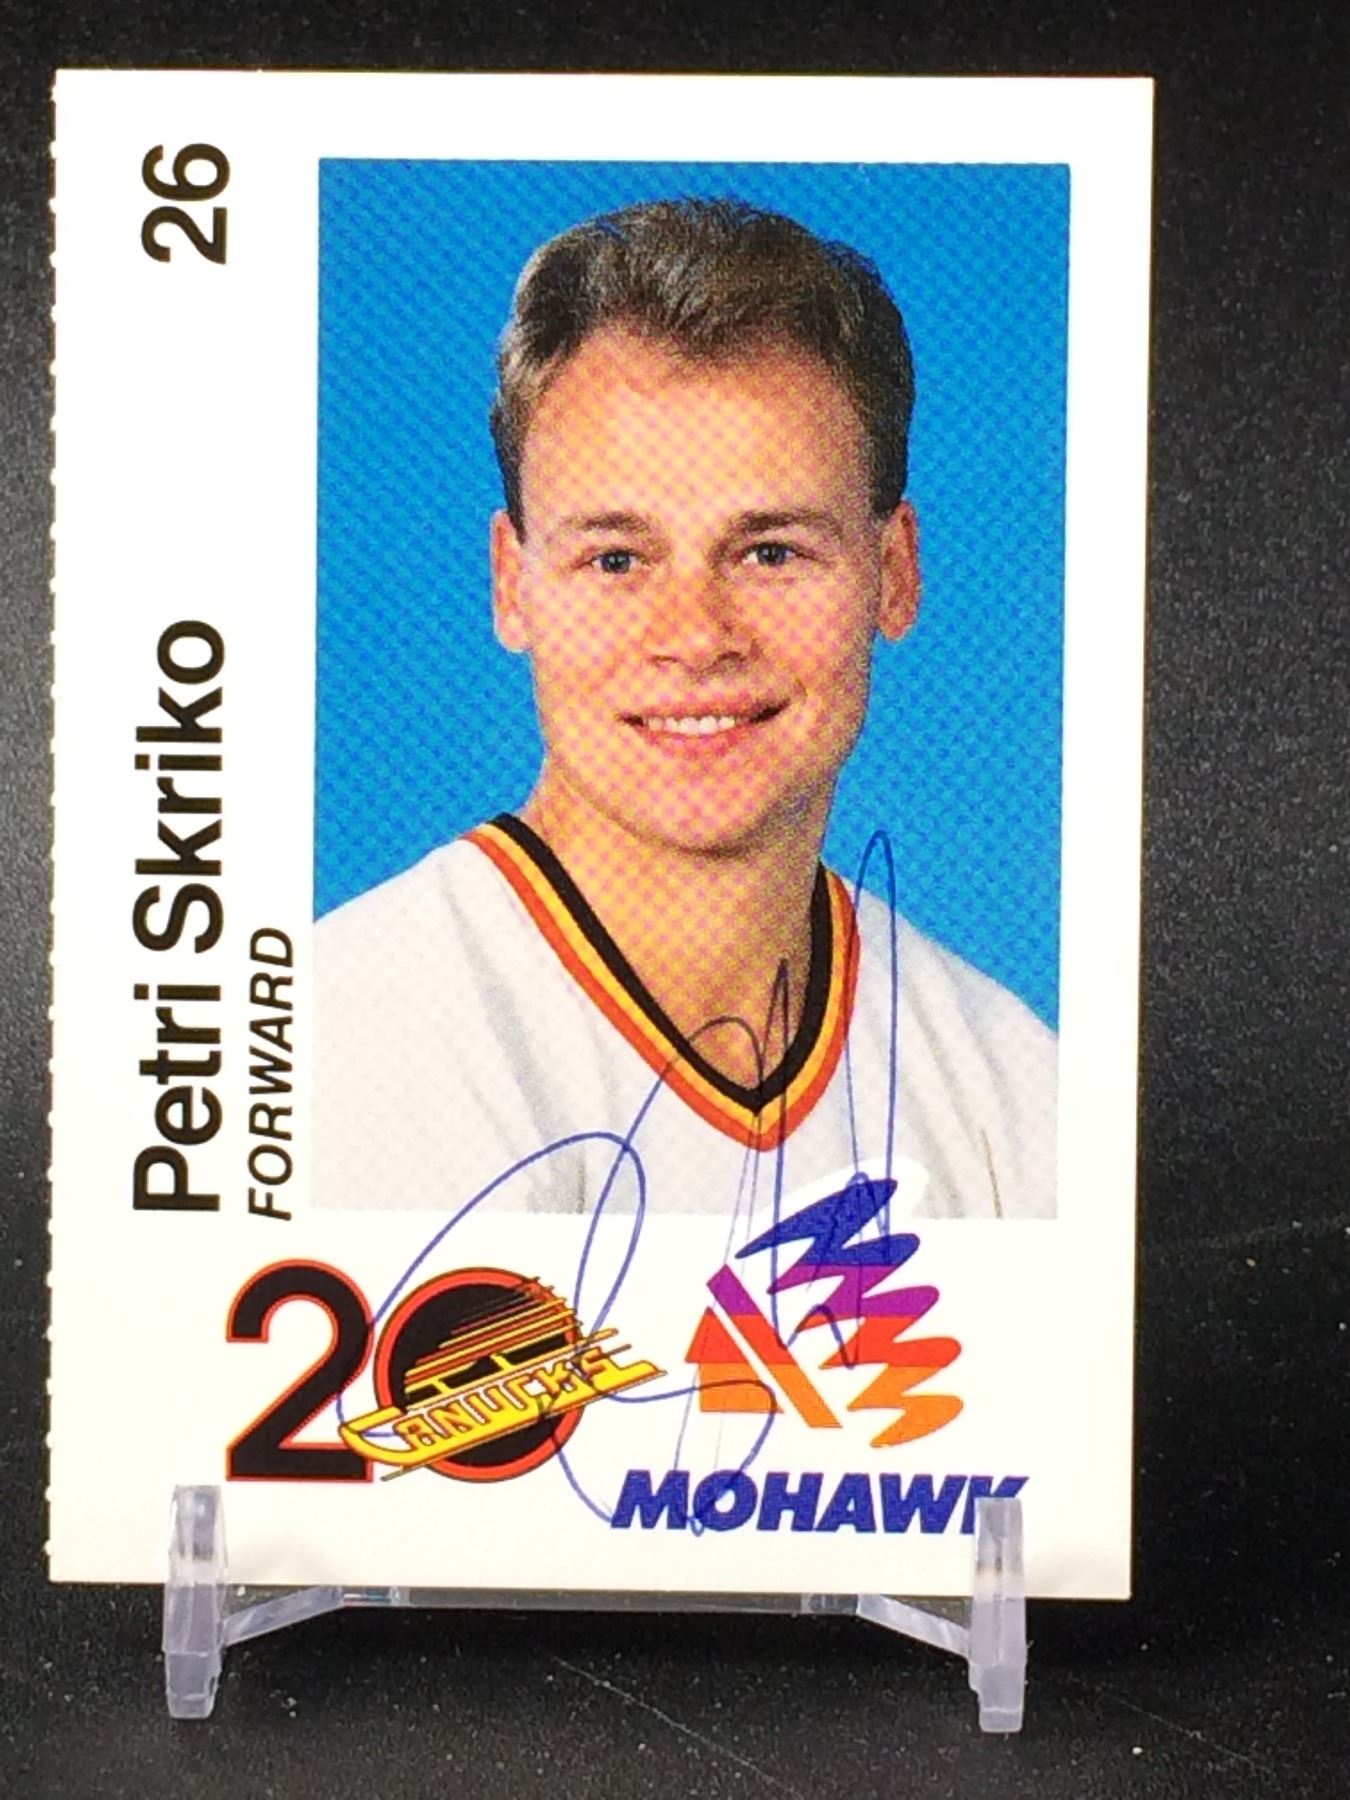 26
Petri Skriko
FORWARD
20
CANUCKS
MOHAWK